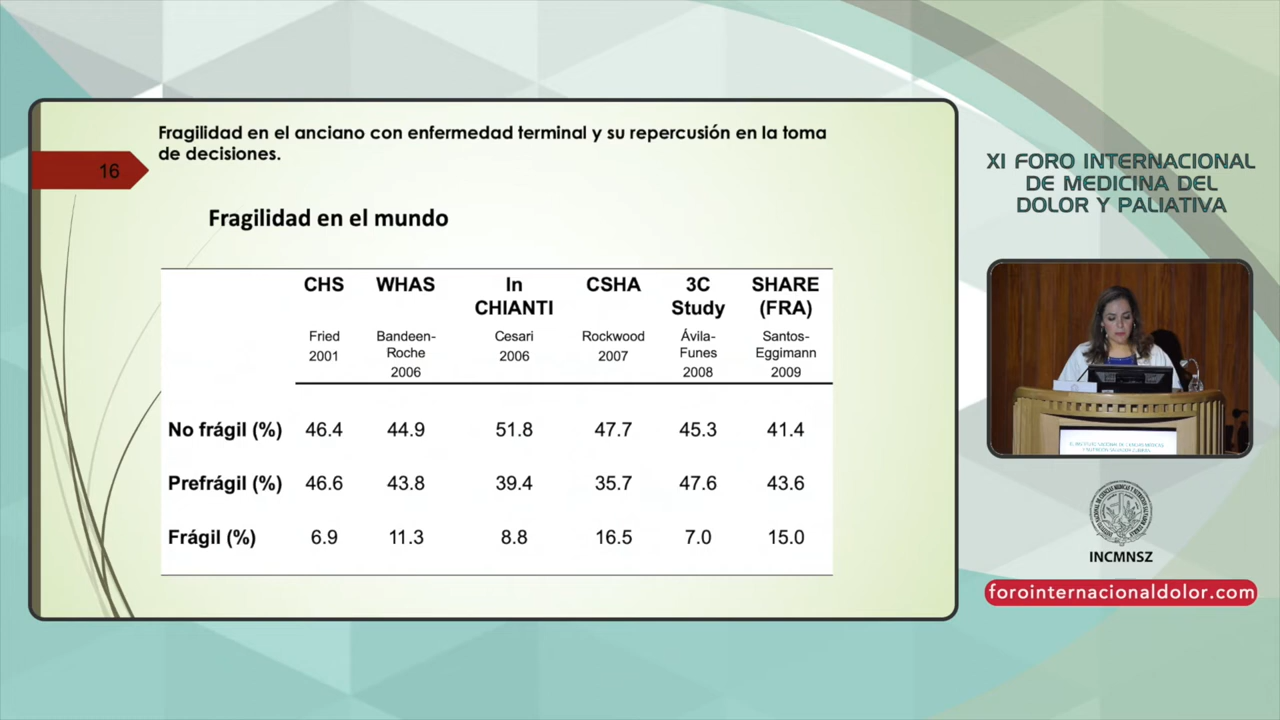 Fragilidad en el anciano con enfermedad terminal y su repercusión en la toma
de decisiones.
16
Fragilidad en el mundo
CHS WHAS In CHIANTI CSHA 3C Study SHARE (FRA)
Fried 2001 Bandeen-Roche 2006 Cesari 2006 Rockwood 2007 Ávila-Funes 2008 Santos-Eggimann 2009
No frágil (%) 46.4 44.9 51.8 47.7 45.3 41.4
Prefrágil (%) 46.6 43.8 39.4 35.7 47.6 43.6
Frágil (%) 6.9 11.3 8.8 16.5 7.0 15.0
XI FORO INTERNACIONAL
DE MEDICINA DEL
DOLOR Y PALIATIVA
INCMNSZ
forointernacionaldolor.com